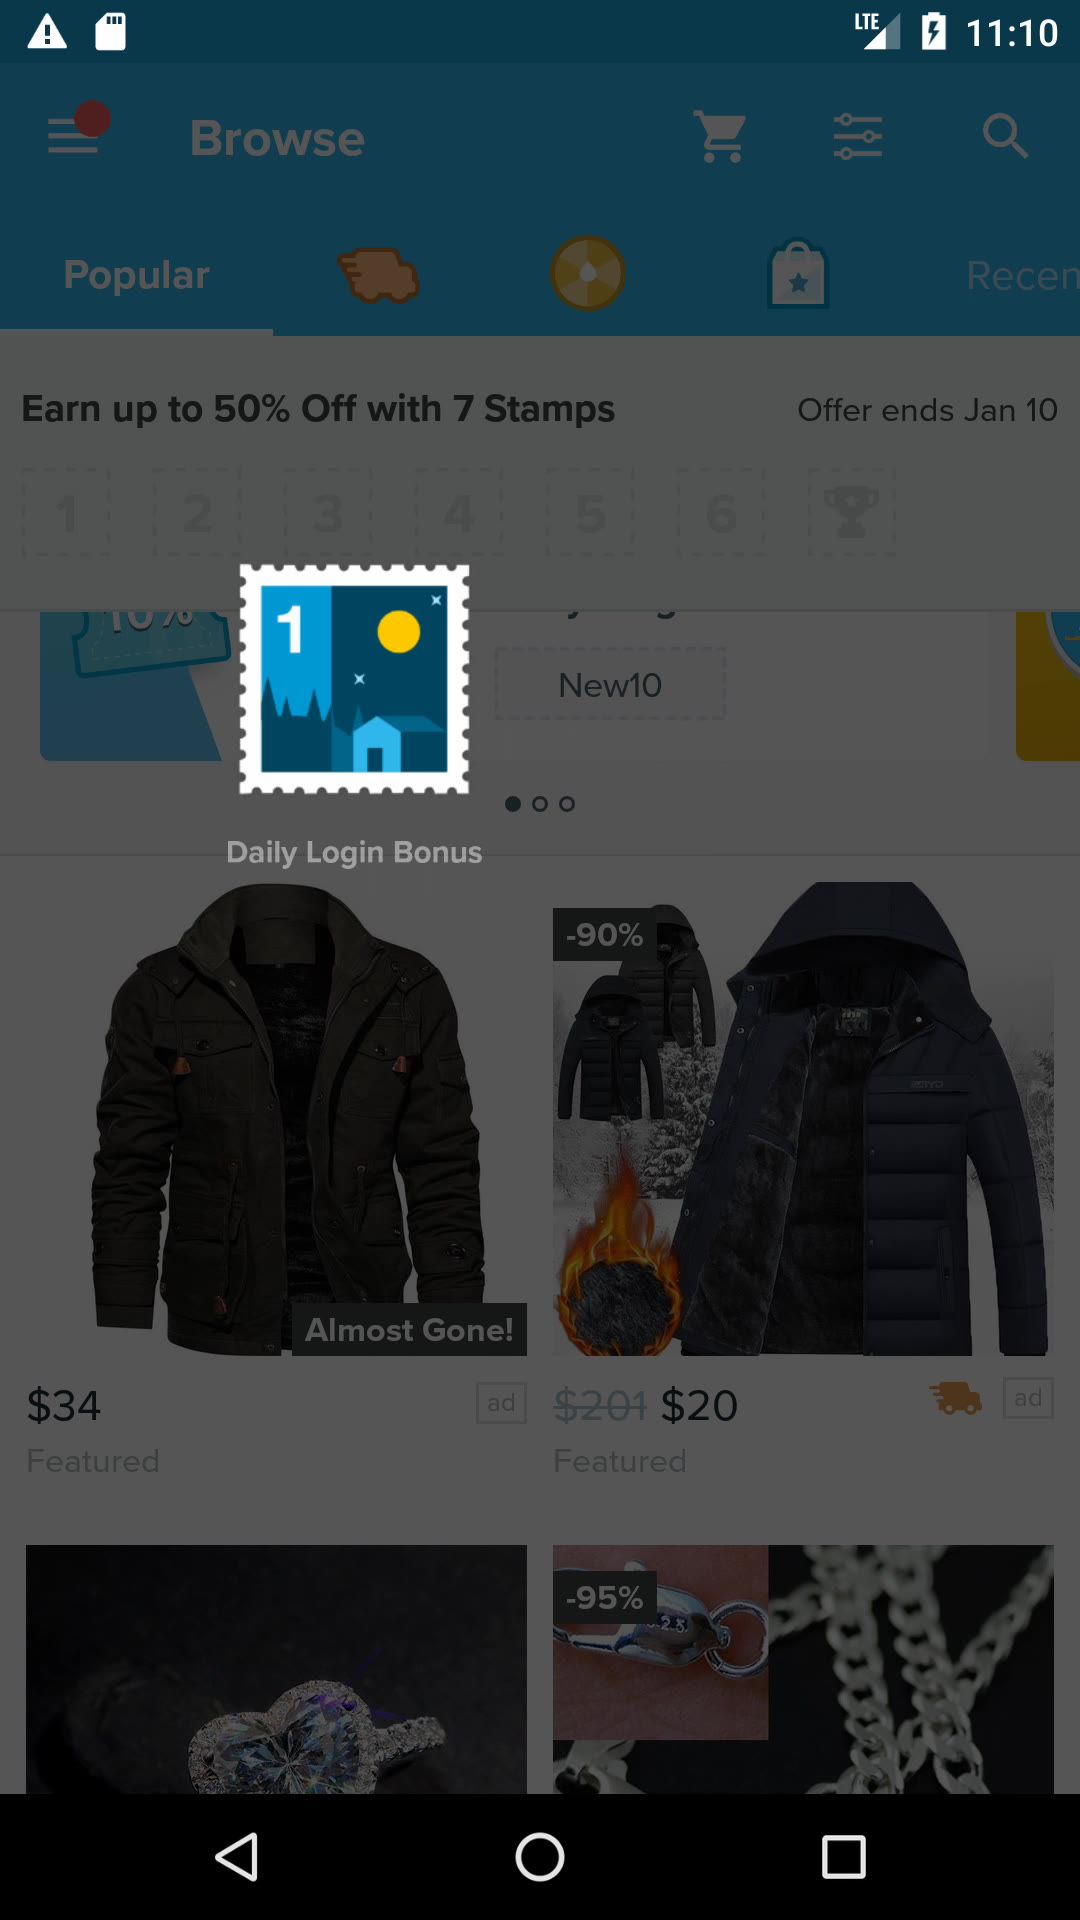 LTE 11:10
Browse
Popular
Recen
Earn up to 50% Off with 7 Stamps
Offer ends Jan 10
1 2 3 4 5 6
1
10%
New10
Daily Login Bonus
-90%
Almost Gone!
$34
ad
$201 $20
ad
Featured
Featured
-95%